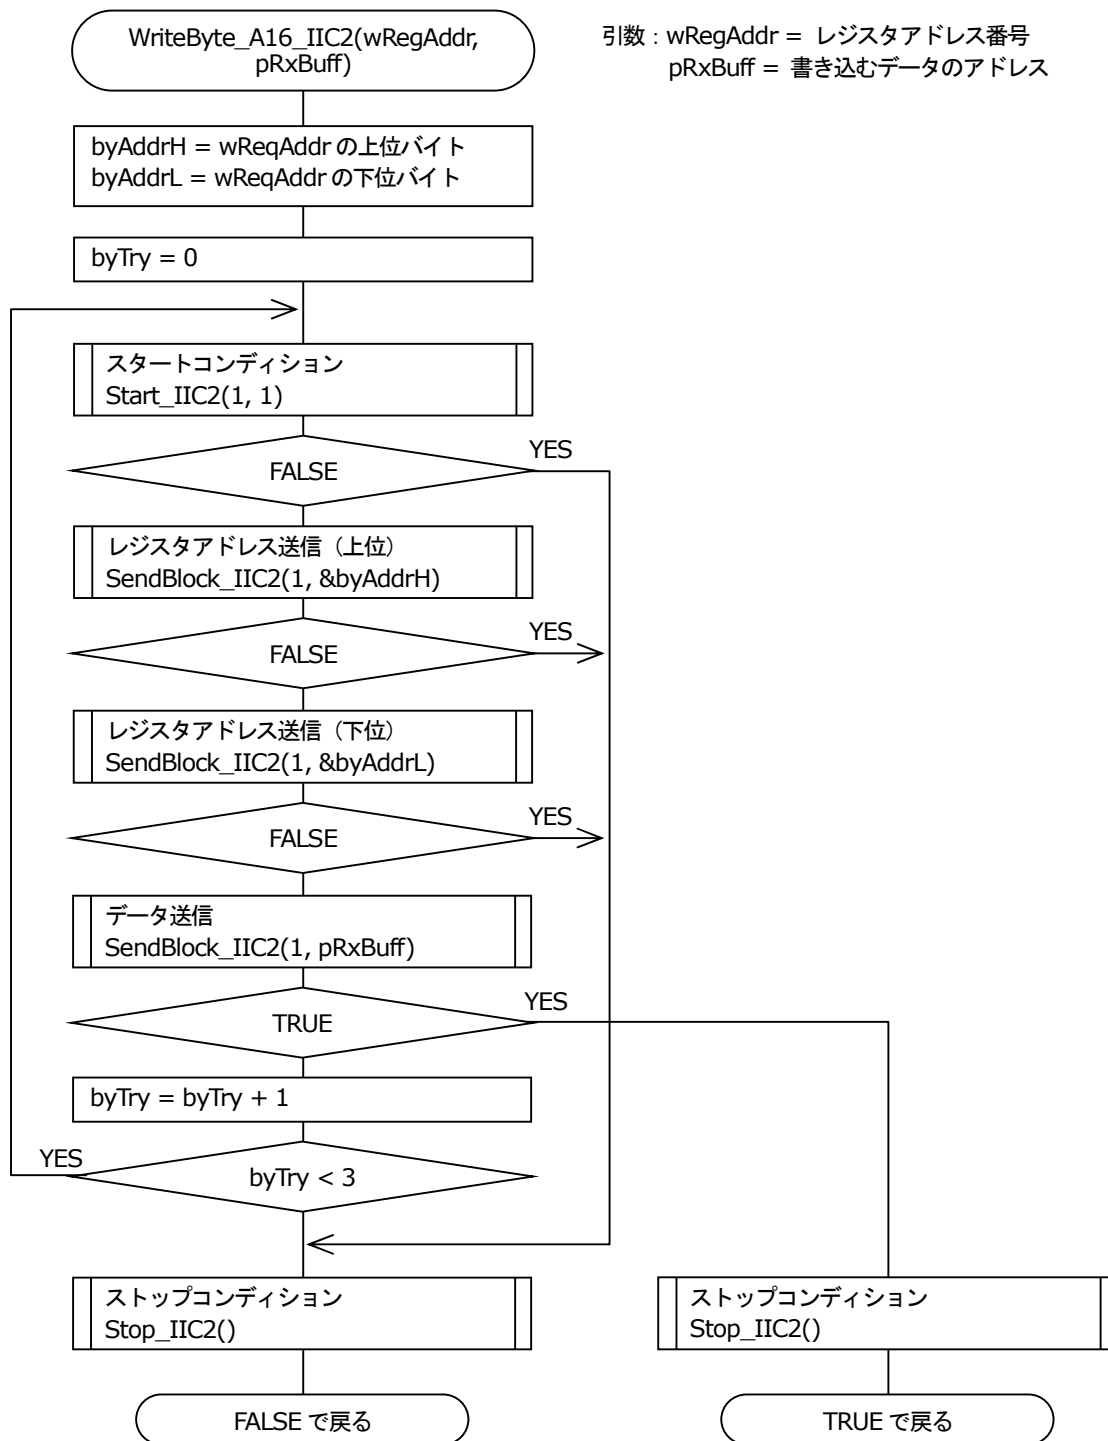 WriteByte_A16_IIC2(wRegAddr,
pRxBuff)
引数：wRegAddr = レジスタアドレス番号
pRxBuff = 書き込むデータのアドレス
byAddrH = wReqAddr の上位バイト
byAddrL = wReqAddr の下位バイト
byTry = 0
スタートコンディション
Start_IIC2(1, 1)
YES
FALSE
レジスタアドレス送信（上位）
SendBlock_IIC2(1, &byAddrH)
YES
FALSE
レジスタアドレス送信（下位）
SendBlock_IIC2(1, &byAddrL)
YES
FALSE
データ送信
SendBlock_IIC2(1, pRxBuff)
YES
TRUE
byTry = byTry + 1
YES
byTry < 3
ストップコンディション
Stop_IIC2()
ストップコンディション
Stop_IIC2()
FALSE で戻る
TRUE で戻る